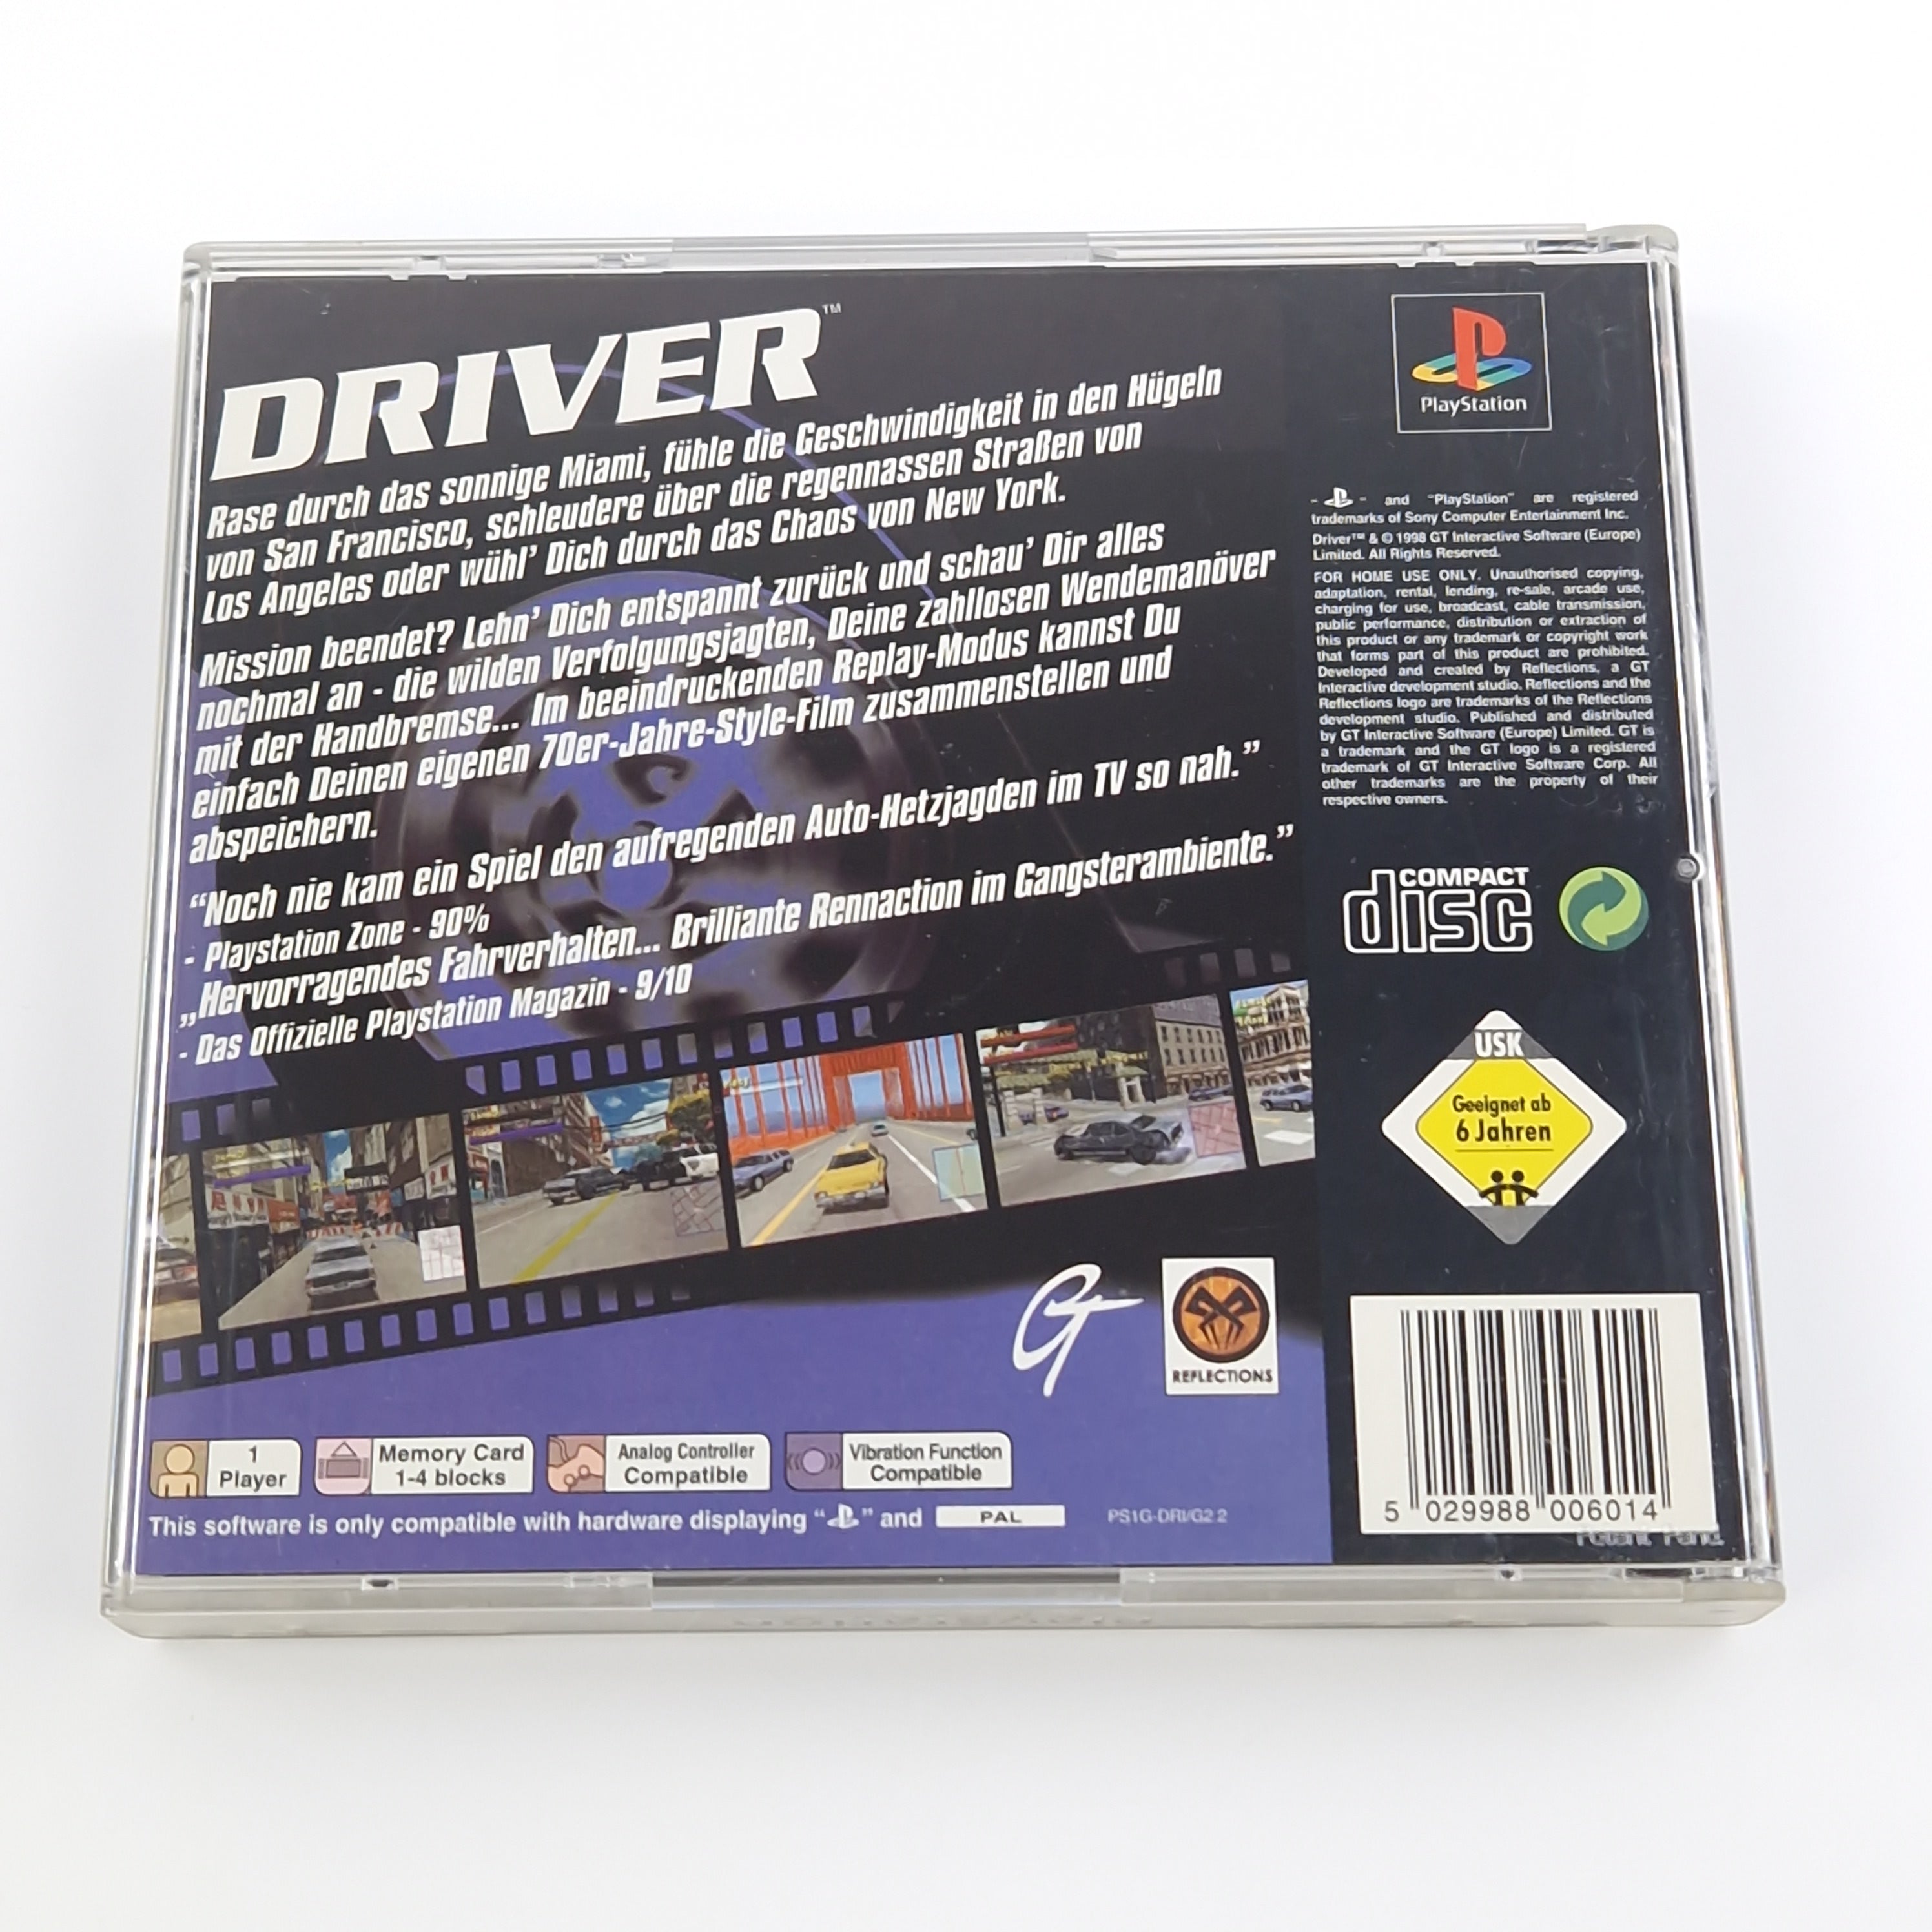 DRIVER™
Rase durch das sonnige Miami, fühle die Geschwindigkeit in den Hügeln
von San Francisco, schleudere über die regennassen Straßen von
Los Angeles oder wühl' Dich durch das Chaos von New York.
Mission beendet? Lehn' Dich entspannt zurück und schau' Dir alles
nochmal an - die wilden Verfolgungsjagten, Deine zahllosen Wendemanöver
mit der Handbremse... Im beeindruckenden Replay-Modus kannst Du
einfach Deinen eigenen 70er-Jahre-Style-Film zusammenstellen und
abspeichern.
“Noch nie kam ein Spiel den aufregenden Auto-Hetzjagden im TV so nah.”
- Playstation Zone - 90%
„Hervorragendes Fahrverhalten... Brilliante Rennaction im Gangsterambiente.”
- Das Offizielle Playstation Magazin - 9/10
GT
REFLECTIONS
1
Player
Memory Card
1-4 blocks
Analog Controller
Compatible
Vibration Function
Compatible
This software is only compatible with hardware displaying “PS” and PAL
PS1G-DRI/G2 2
PlayStation
- PS “ and “PlayStation” are registered
trademarks of Sony Computer Entertainment Inc.
Driver™ & © 1998 GT Interactive Software (Europe)
Limited. All Rights Reserved.
FOR HOME USE ONLY. Unauthorised copying,
adaptation, rental, lending, re-sale, arcade use,
charging for use, broadcast, cable transmission,
public performance, distribution or extraction of
this product or any trademark or copyright work
that forms part of this product are prohibited.
Developed and created by Reflections, a GT
Interactive development studio. Reflections and the
Reflections logo are trademarks of the Reflections
development studio. Published and distributed
by GT Interactive Software (Europe) Limited. GT is
a trademark and the GT logo is a registered
trademark of GT Interactive Software Corp. All
other trademarks are the property of their
respective owners.
COMPACT
disc
USK
Geeignet ab
6 Jahren
5 029988 006014